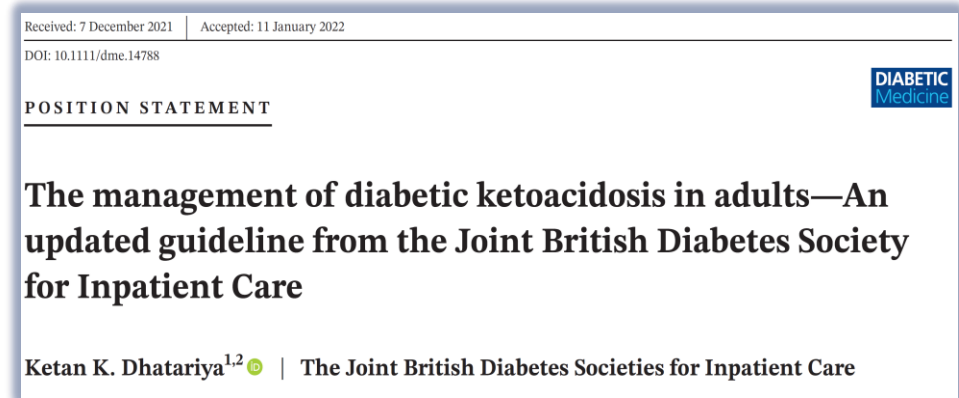 Received: 7 December 2021 | Accepted: 11 January 2022
DOI: 10.1111/dme.14788
DIABETIC
Medicine
POSITION STATEMENT
The management of diabetic ketoacidosis in adults—An
updated guideline from the Joint British Diabetes Society
for Inpatient Care
Ketan K. Dhatariya1,2 iD | The Joint British Diabetes Societies for Inpatient Care